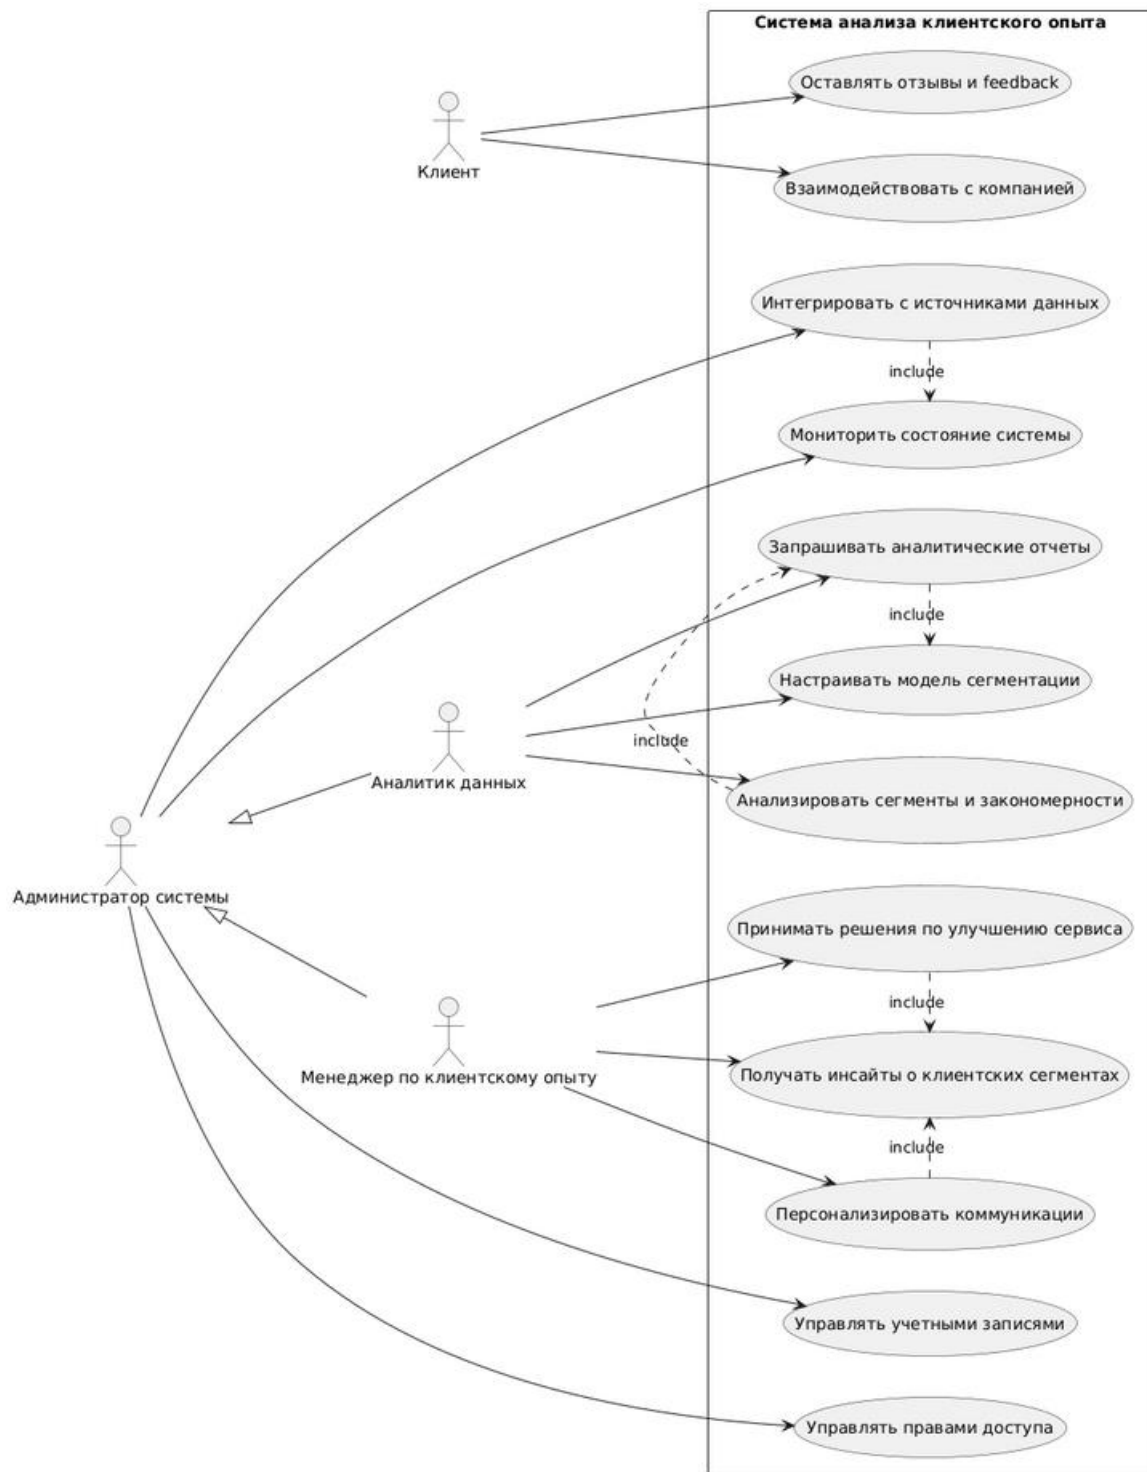 Система анализа клиентского опыта
Оставлять отзывы и feedback
Клиент
Взаимодействовать с компанией
Интегрировать с источниками данных
include
Мониторить состояние системы
Запрашивать аналитические отчеты
include
Настраивать модель сегментации
include
Аналитик данных
Анализировать сегменты и закономерности
Администратор системы
Принимать решения по улучшению сервиса
include
Менеджер по клиентскому опыту
Получать инсайты о клиентских сегментах
include
Персонализировать коммуникации
Управлять учетными записями
Управлять правами доступа